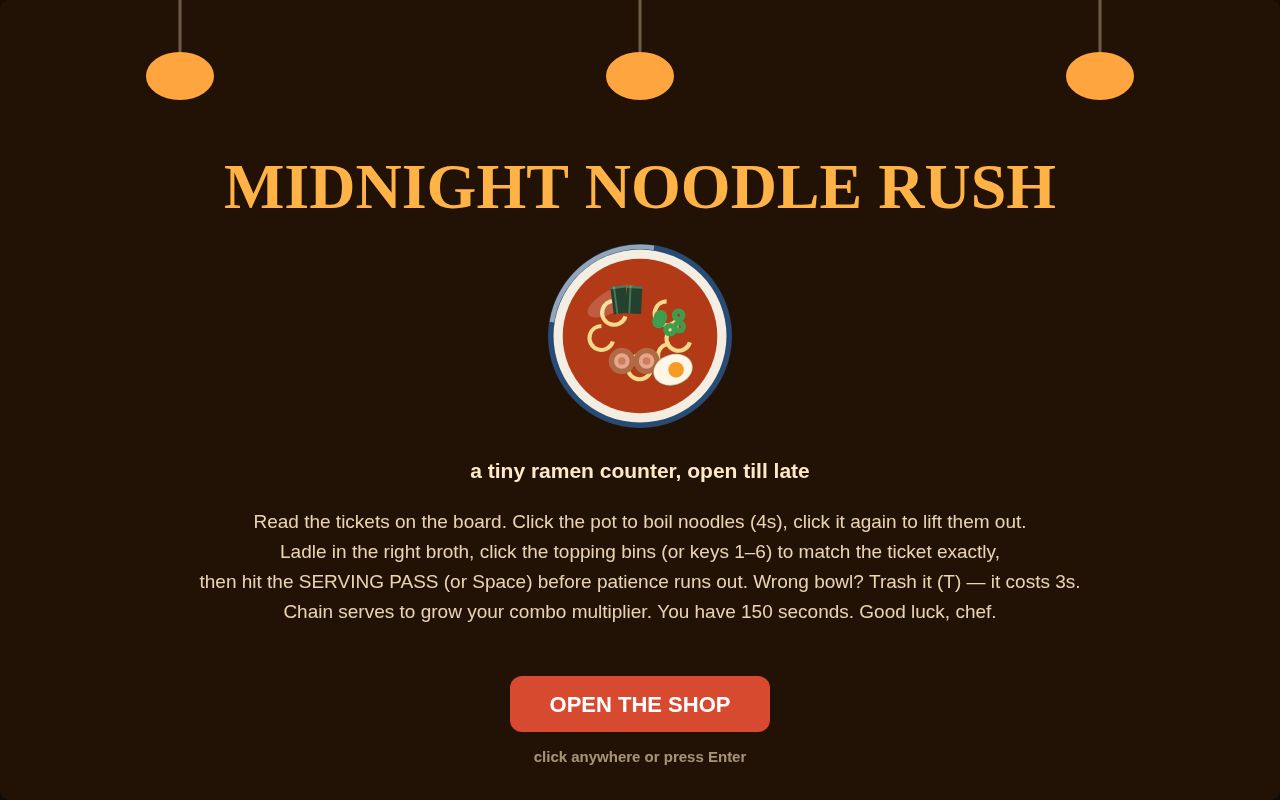 MIDNIGHT NOODLE RUSH
a tiny ramen counter, open till late
Read the tickets on the board. Click the pot to boil noodles (4s), click it again to lift them out.
Ladle in the right broth, click the topping bins (or keys 1–6) to match the ticket exactly,
then hit the SERVING PASS (or Space) before patience runs out. Wrong bowl? Trash it (T) — it costs 3s.
Chain serves to grow your combo multiplier. You have 150 seconds. Good luck, chef.
OPEN THE SHOP
click anywhere or press Enter